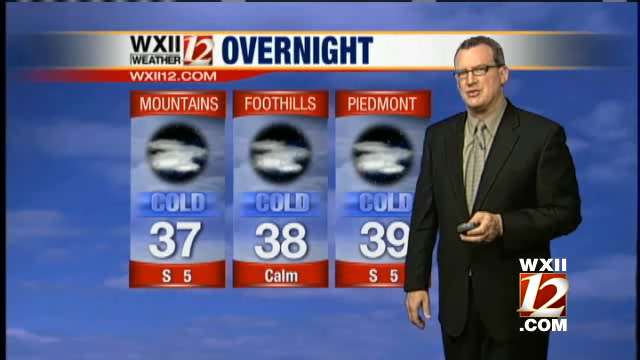 WXII 12 OVERNIGHT
WEATHER
WXII12.COM
MOUNTAINS FOOTHILLS PIEDMONT
COLD COLD COLD
37 38 39
S 5 Calm S 5
WXII
12
.COM